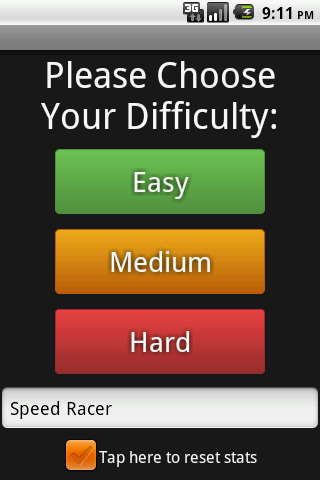 3G 9:11 PM
Please Choose
Your Difficulty:
Easy
Medium
Hard
Speed Racer
Tap here to reset stats